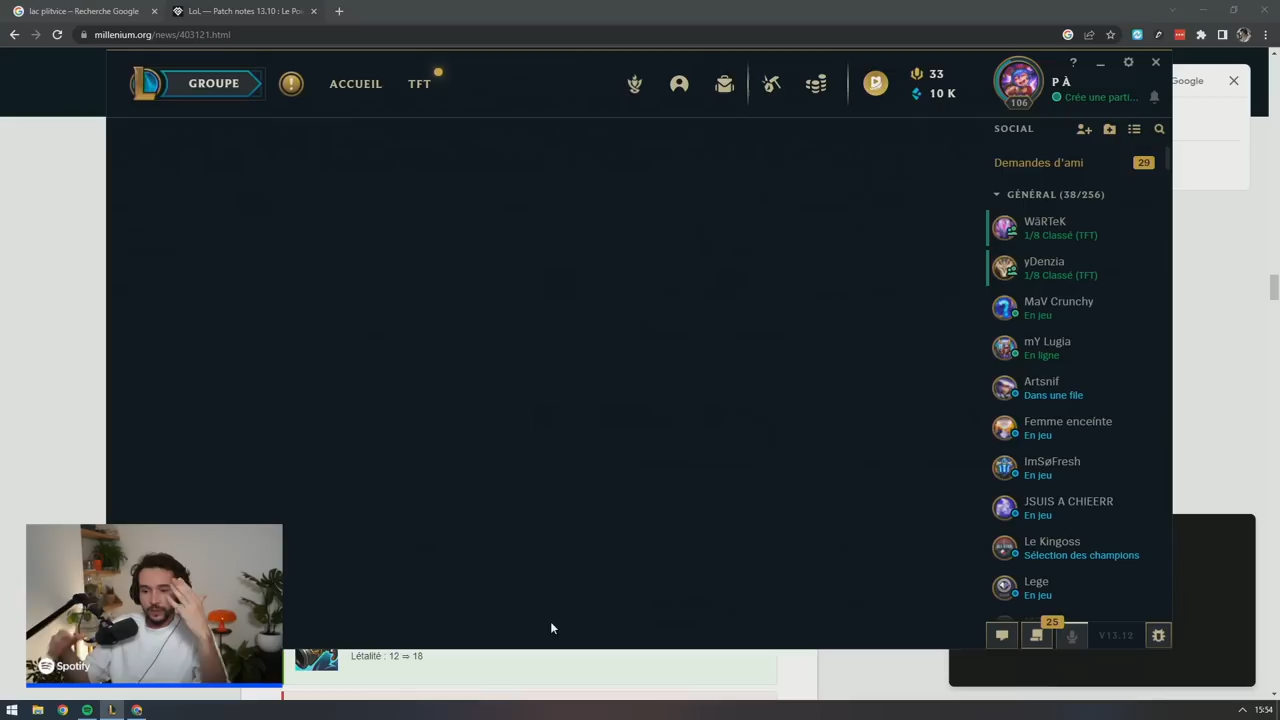 lac plitvice – Recherche Google
LoL — Patch notes 13.10 : Le Poi
millenium.org/news/403121.html
Google
GROUPE
ACCUEIL
TFT
33
10 K
106
P À
Crée une parti...
SOCIAL
Demandes d'ami
29
GÉNÉRAL (38/256)
WäRTeK
1/8 Classé (TFT)
yDenzia
1/8 Classé (TFT)
MaV Crunchy
En jeu
mY Lugia
En ligne
Artsnif
Dans une file
Femme enceínte
En jeu
ImSøFresh
En jeu
JSUIS A CHIEERR
En jeu
Le Kingoss
Sélection des champions
Lege
En jeu
25
V13.12
Létalité : 12 ⇒ 18
Spotify
15:54